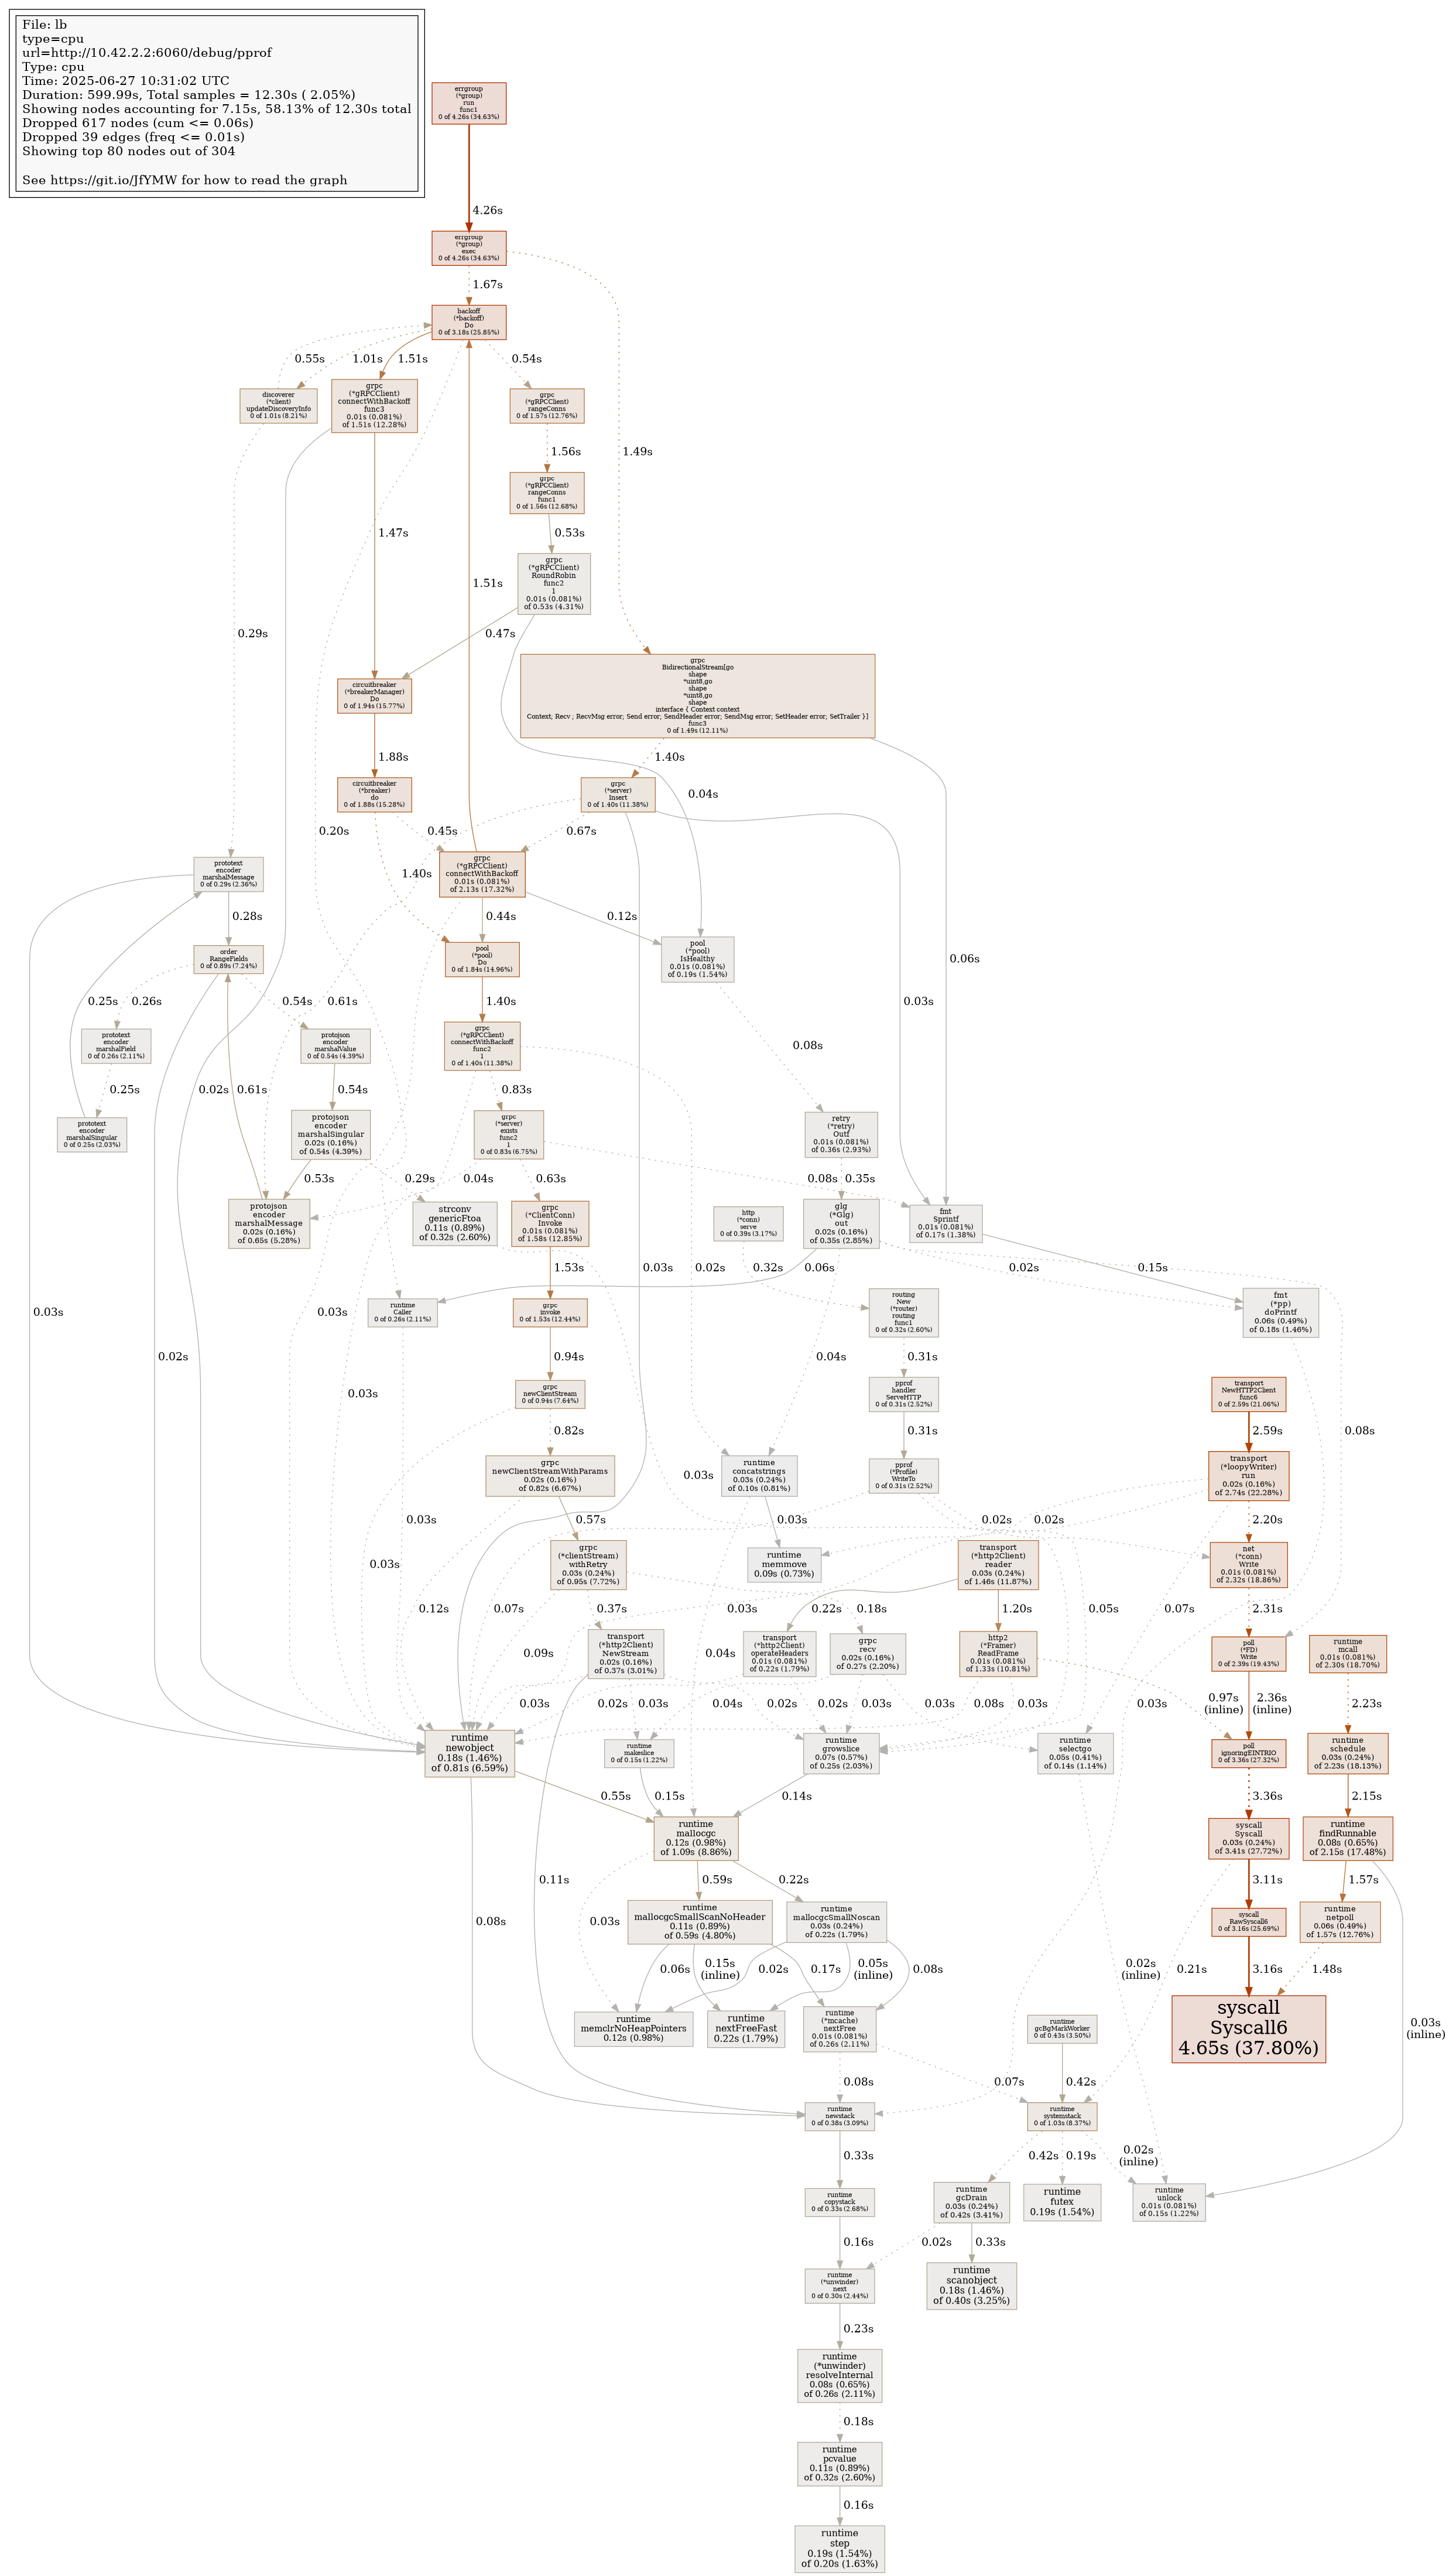 File: lb
type=cpu
url=http://10.42.2.2:6060/debug/pprof
Type: cpu
Time: 2025-06-27 10:31:02 UTC
Duration: 599.99s, Total samples = 12.30s ( 2.05%)
Showing nodes accounting for 7.15s, 58.13% of 12.30s total
Dropped 617 nodes (cum <= 0.06s)
Dropped 39 edges (freq <= 0.01s)
Showing top 80 nodes out of 304
See https://git.io/JfYMW for how to read the graph
errgroup
(*group)
run
func1
0 of 4.26s (34.63%)
4.26s
errgroup
(*group)
exec
0 of 4.26s (34.63%)
1.67s
backoff
(*backoff)
Do
0 of 3.18s (25.85%)
0.55s
1.01s
1.51s
0.54s
discoverer
(*client)
updateDiscoveryInfo
0 of 1.01s (8.21%)
grpc
(*gRPCClient)
connectWithBackoff
func3
0.01s (0.081%)
of 1.51s (12.28%)
grpc
(*gRPCClient)
rangeConns
0 of 1.57s (12.76%)
1.56s
1.49s
grpc
(*gRPCClient)
rangeConns
func1
0 of 1.56s (12.68%)
0.53s
1.47s
grpc
(*gRPCClient)
RoundRobin
func2
1
0.01s (0.081%)
of 0.53s (4.31%)
1.51s
0.29s
0.47s
circuitbreaker
(*breakerManager)
Do
0 of 1.94s (15.77%)
grpc
BidirectionalStream[go
shape
*uint8,go
shape
*uint8,go
shape
interface { Context context
Context; Recv ; RecvMsg error; Send error; SendHeader error; SendMsg error; SetHeader error; SetTrailer }]
func3
0 of 1.49s (12.11%)
1.88s
1.40s
circuitbreaker
(*breaker)
do
0 of 1.88s (15.28%)
grpc
(*server)
Insert
0 of 1.40s (11.38%)
0.04s
0.20s
0.45s
0.67s
prototext
encoder
marshalMessage
0 of 0.29s (2.36%)
1.40s
grpc
(*gRPCClient)
connectWithBackoff
0.01s (0.081%)
of 2.13s (17.32%)
0.28s
0.44s
0.12s
order
RangeFields
0 of 0.89s (7.24%)
pool
(*pool)
Do
0 of 1.84s (14.96%)
pool
(*pool)
IsHealthy
0.01s (0.081%)
of 0.19s (1.54%)
0.06s
0.25s
0.26s
0.54s
0.61s
1.40s
0.03s
prototext
encoder
marshalField
0 of 0.26s (2.11%)
protojson
encoder
marshalValue
0 of 0.54s (4.39%)
grpc
(*gRPCClient)
connectWithBackoff
func2
1
0 of 1.40s (11.38%)
0.08s
0.25s
0.61s
0.02s
0.54s
0.83s
prototext
encoder
marshalSingular
0 of 0.25s (2.03%)
protojson
encoder
marshalSingular
0.02s (0.16%)
of 0.54s (4.39%)
grpc
(*server)
exists
func2
1
0 of 0.83s (6.75%)
retry
(*retry)
Outf
0.01s (0.081%)
of 0.36s (2.93%)
0.53s
0.29s
0.04s
0.63s
0.08s
0.35s
protojson
encoder
marshalMessage
0.02s (0.16%)
of 0.65s (5.28%)
strconv
genericFtoa
0.11s (0.89%)
of 0.32s (2.60%)
grpc
(*ClientConn)
Invoke
0.01s (0.081%)
of 1.58s (12.85%)
http
(*conn)
serve
0 of 0.39s (3.17%)
glg
(*Glg)
out
0.02s (0.16%)
of 0.35s (2.85%)
fmt
Sprintf
0.01s (0.081%)
of 0.17s (1.38%)
1.53s
0.02s
0.03s
0.32s
0.06s
0.02s
0.15s
0.03s
0.03s
runtime
Caller
0 of 0.26s (2.11%)
grpc
invoke
0 of 1.53s (12.44%)
routing
New
(*router)
routing
func1
0 of 0.32s (2.60%)
fmt
(*pp)
doPrintf
0.06s (0.49%)
of 0.18s (1.46%)
0.02s
0.94s
0.04s
0.31s
0.03s
grpc
newClientStream
0 of 0.94s (7.64%)
pprof
handler
ServeHTTP
0 of 0.31s (2.52%)
transport
NewHTTP2Client
func6
0 of 2.59s (21.06%)
0.82s
0.31s
2.59s
0.08s
grpc
newClientStreamWithParams
0.02s (0.16%)
of 0.82s (6.67%)
0.03s
runtime
concatstrings
0.03s (0.24%)
of 0.10s (0.81%)
pprof
(*Profile)
WriteTo
0 of 0.31s (2.52%)
transport
(*loopyWriter)
run
0.02s (0.16%)
of 2.74s (22.28%)
0.03s
0.57s
0.03s
0.02s
0.02s
2.20s
0.03s
grpc
(*clientStream)
withRetry
0.03s (0.24%)
of 0.95s (7.72%)
runtime
memmove
0.09s (0.73%)
transport
(*http2Client)
reader
0.03s (0.24%)
of 1.46s (11.87%)
net
(*conn)
Write
0.01s (0.081%)
of 2.32s (18.86%)
0.12s
0.07s
0.37s
0.03s
0.22s
0.18s
1.20s
0.05s
0.07s
2.31s
0.09s
transport
(*http2Client)
NewStream
0.02s (0.16%)
of 0.37s (3.01%)
0.04s
transport
(*http2Client)
operateHeaders
0.01s (0.081%)
of 0.22s (1.79%)
grpc
recv
0.02s (0.16%)
of 0.27s (2.20%)
http2
(*Framer)
ReadFrame
0.01s (0.081%)
of 1.33s (10.81%)
poll
(*FD)
Write
0 of 2.39s (19.43%)
runtime
mcall
0.01s (0.081%)
of 2.30s (18.70%)
0.03s
0.02s
0.03s
0.04s
0.02s
0.02s
0.03s
0.03s
0.08s
0.03s
0.03s
0.97s
(inline)
2.36s
(inline)
2.23s
runtime
newobject
0.18s (1.46%)
of 0.81s (6.59%)
runtime
makeslice
0 of 0.15s (1.22%)
runtime
growslice
0.07s (0.57%)
of 0.25s (2.03%)
runtime
selectgo
0.05s (0.41%)
of 0.14s (1.14%)
poll
ignoringEINTRIO
0 of 3.36s (27.32%)
runtime
schedule
0.03s (0.24%)
of 2.23s (18.13%)
0.55s
0.15s
0.14s
3.36s
2.15s
runtime
mallocgc
0.12s (0.98%)
of 1.09s (8.86%)
syscall
Syscall
0.03s (0.24%)
of 3.41s (27.72%)
runtime
findRunnable
0.08s (0.65%)
of 2.15s (17.48%)
0.11s
0.59s
0.22s
3.11s
1.57s
0.08s
0.03s
runtime
mallocgcSmallScanNoHeader
0.11s (0.89%)
of 0.59s (4.80%)
runtime
mallocgcSmallNoscan
0.03s (0.24%)
of 0.22s (1.79%)
syscall
RawSyscall6
0 of 3.16s (25.69%)
runtime
netpoll
0.06s (0.49%)
of 1.57s (12.76%)
0.06s
0.15s
(inline)
0.02s
0.17s
0.05s
(inline)
0.08s
0.02s
(inline)
0.21s
3.16s
1.48s
runtime
memclrNoHeapPointers
0.12s (0.98%)
runtime
nextFreeFast
0.22s (1.79%)
runtime
(*mcache)
nextFree
0.01s (0.081%)
of 0.26s (2.11%)
runtime
gcBgMarkWorker
0 of 0.43s (3.50%)
syscall
Syscall6
4.65s (37.80%)
0.03s
(inline)
0.08s
0.07s
0.42s
runtime
newstack
0 of 0.38s (3.09%)
runtime
systemstack
0 of 1.03s (8.37%)
0.33s
0.42s
0.19s
0.02s
(inline)
runtime
copystack
0 of 0.33s (2.68%)
runtime
gcDrain
0.03s (0.24%)
of 0.42s (3.41%)
runtime
futex
0.19s (1.54%)
runtime
unlock
0.01s (0.081%)
of 0.15s (1.22%)
0.16s
0.02s
0.33s
runtime
(*unwinder)
next
0 of 0.30s (2.44%)
runtime
scanobject
0.18s (1.46%)
of 0.40s (3.25%)
0.23s
runtime
(*unwinder)
resolveInternal
0.08s (0.65%)
of 0.26s (2.11%)
0.18s
runtime
pcvalue
0.11s (0.89%)
of 0.32s (2.60%)
0.16s
runtime
step
0.19s (1.54%)
of 0.20s (1.63%)